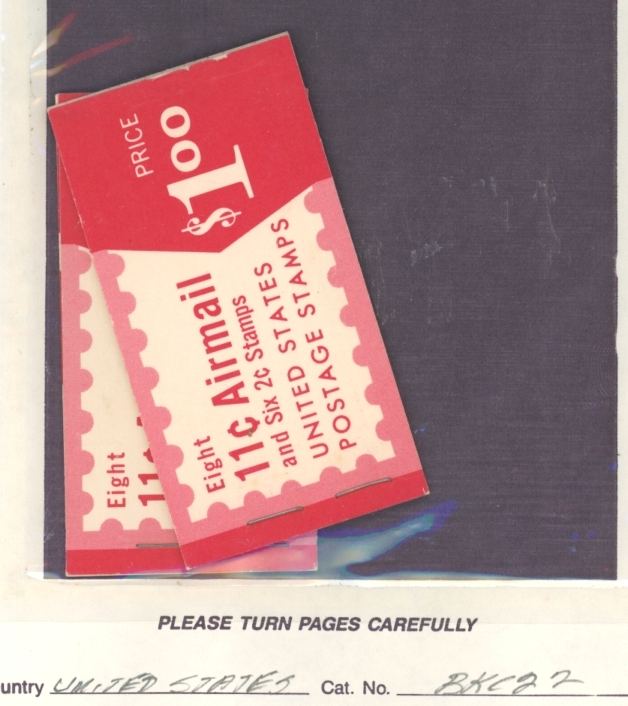 PRICE
$1.00
Eight
11¢ Airmail
and Six 2¢ Stamps
UNITED STATES
POSTAGE STAMPS
Eight
PLEASE TURN PAGES CAREFULLY
untry UNITED STATES Cat. No. BKC22